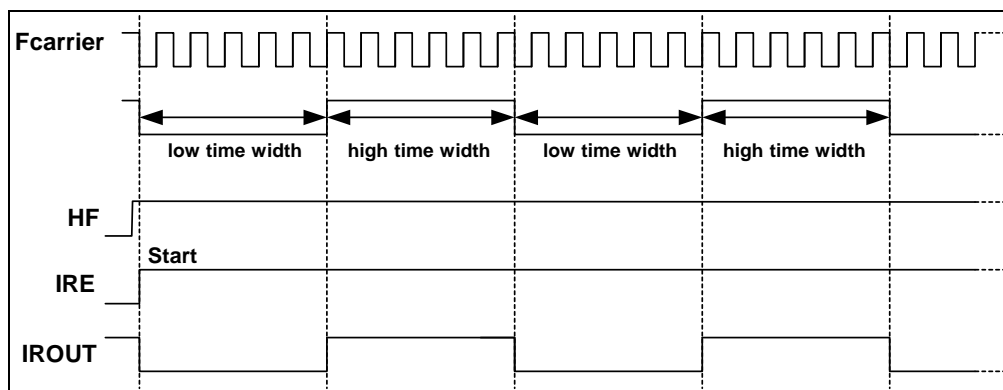 Fcarrier
low time width high time width low time width high time width
HF
Start
IRE
IROUT